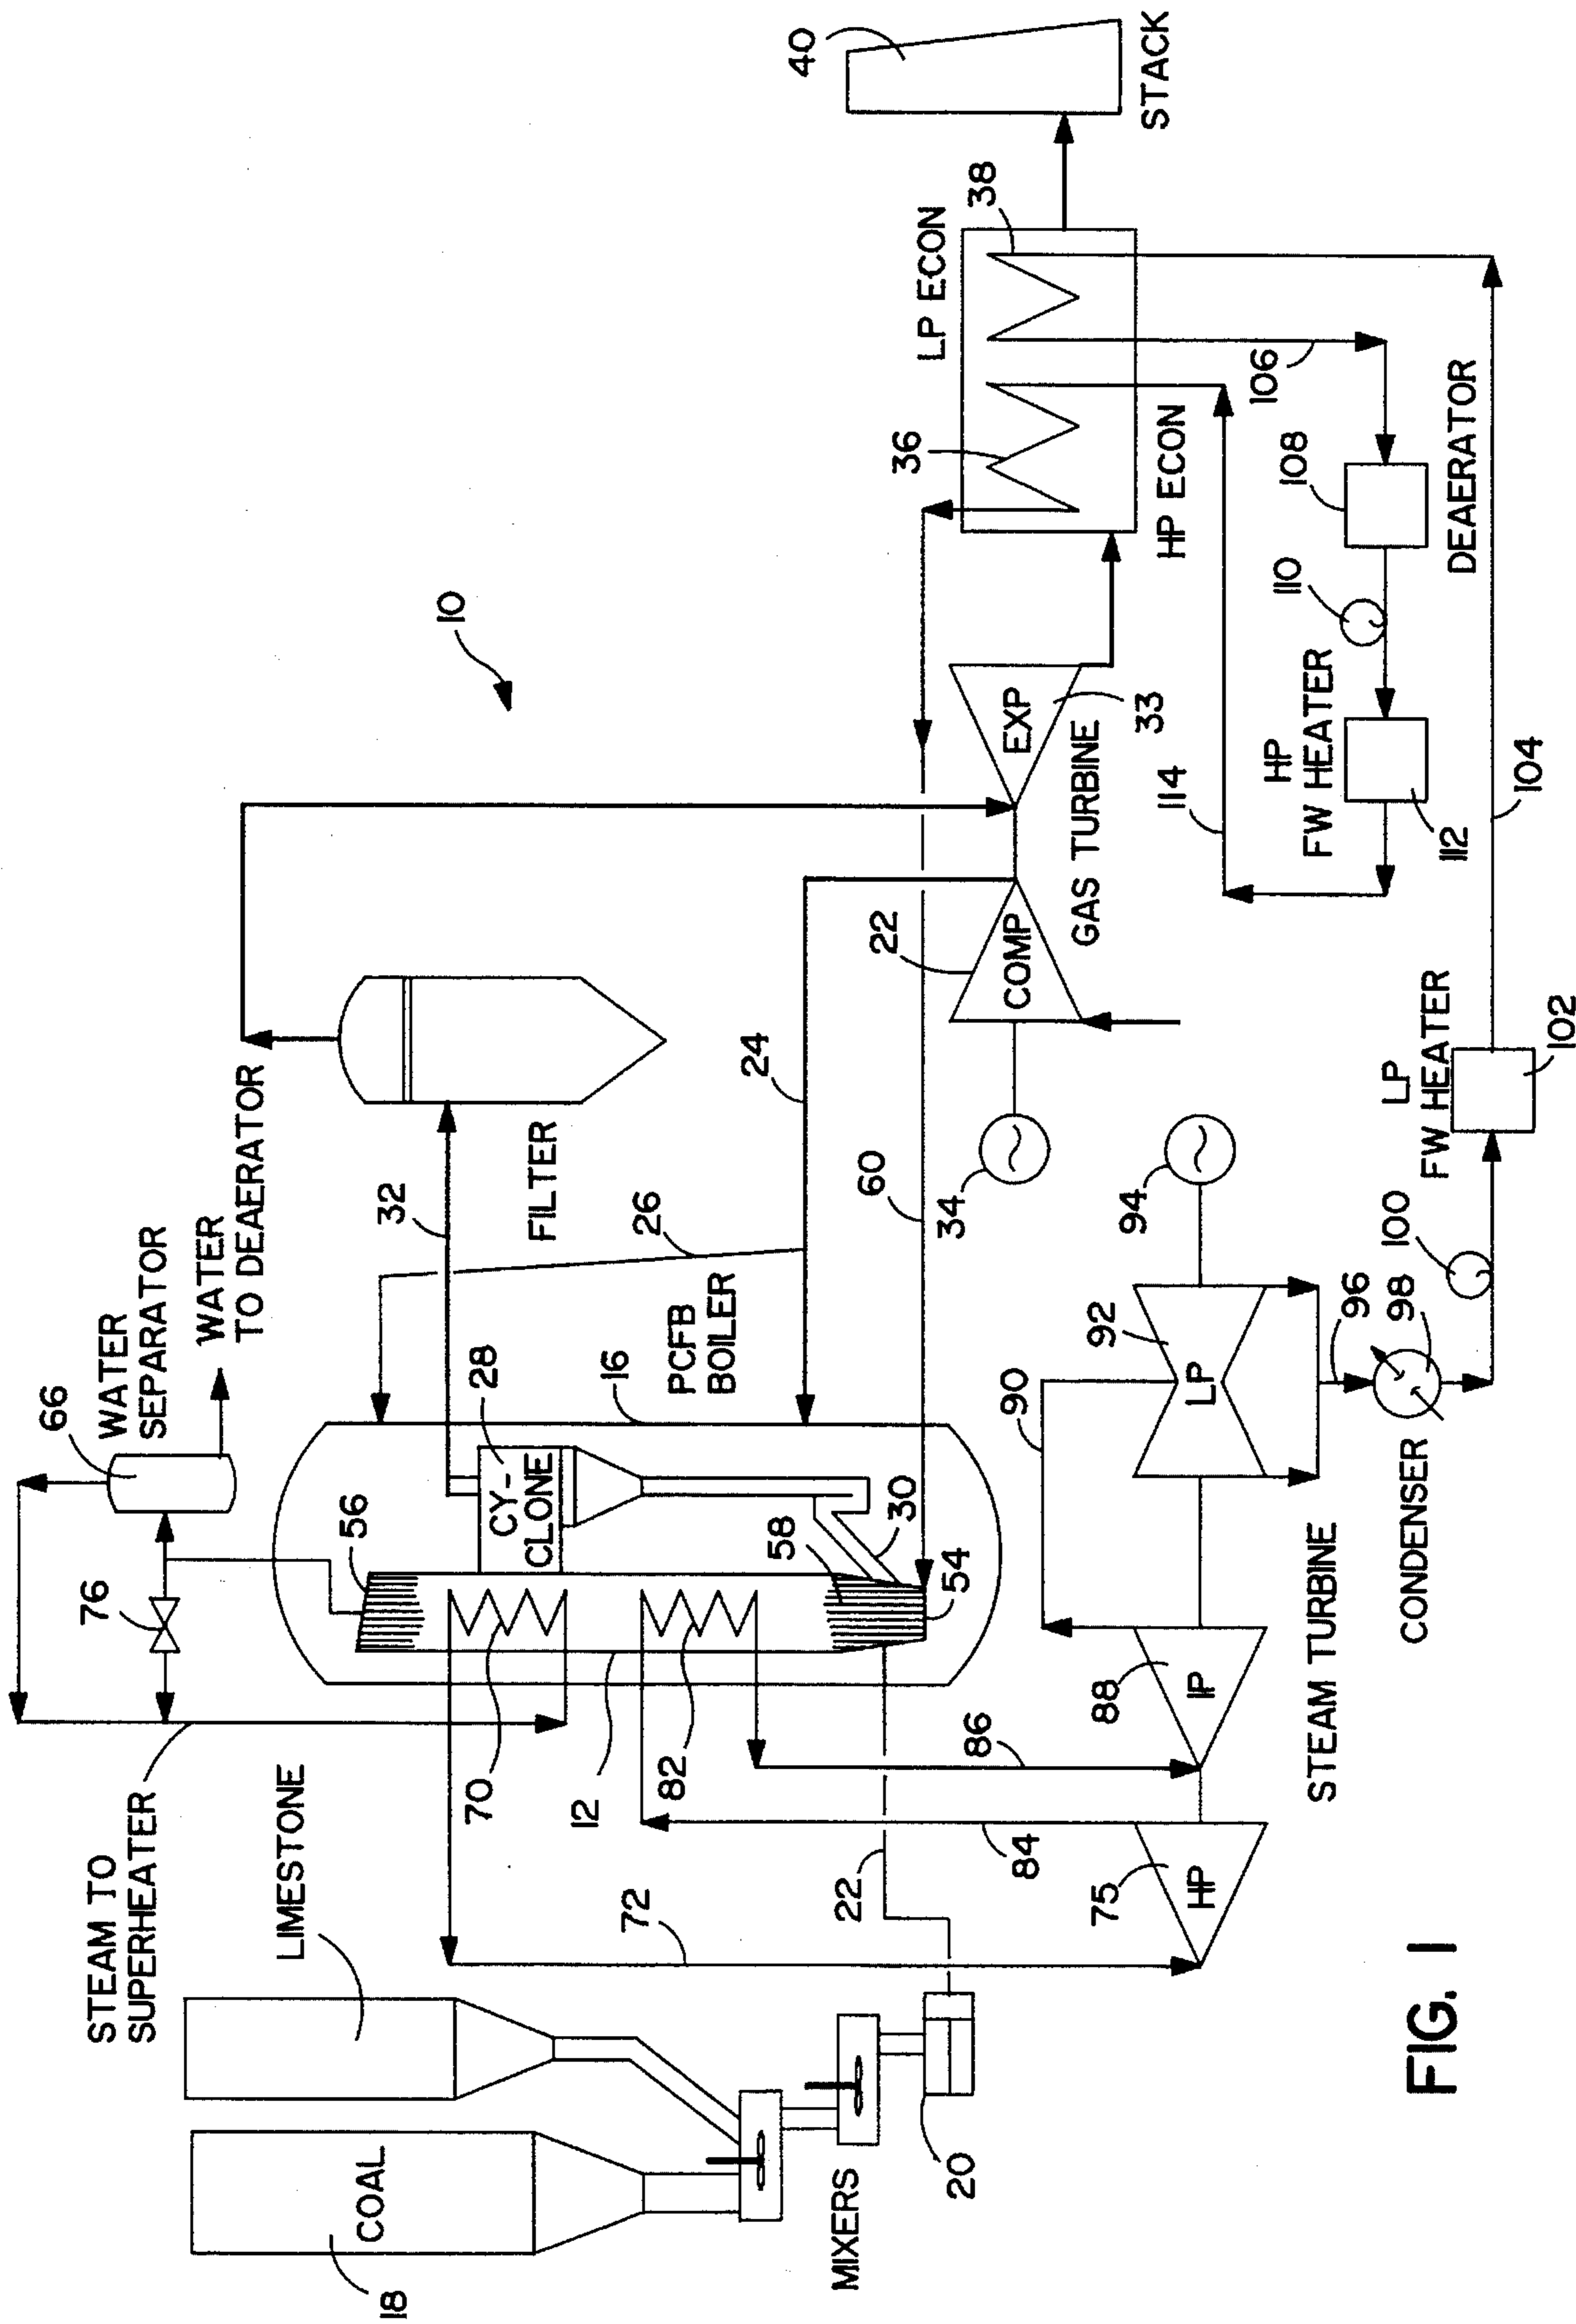 STEAM TO
SUPERHEATER
66
WATER
SEPARATOR
WATER
TO DEAERATOR
76
56
32
FILTER
10
LIMESTONE
COAL
18
MIXERS
20
22
72
70
12
82
CY-
CLONE
28
16
PCFB
BOILER
26
24
58
30
54
60
84
86
75
HP
88
IP
90
92
LP
94
34
STEAM TURBINE
96
98
CONDENSER
100
LP
FW HEATER
102
104
22
COMP
EXP
33
GAS TURBINE
114
HP
FW HEATER
112
110
108
DEAERATOR
106
36
HP ECON
LP ECON
38
40
STACK
FIG. 1